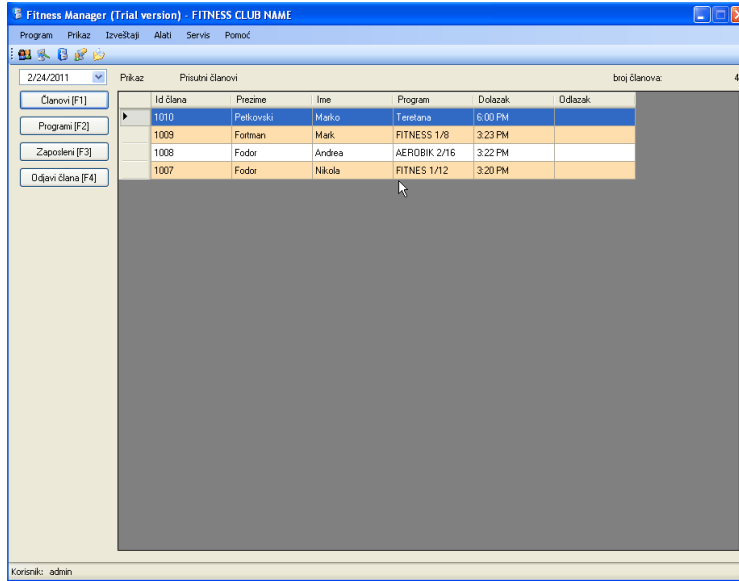 Fitness Manager (Trial version) - FITNESS CLUB NAME
Program Prikaz Izveštaji Alati Servis Pomoć
2/24/2011 Prikaz Prisutni članovi broj članova: 4
Članovi [F1]
Programi [F2]
Zaposleni [F3]
Odjavi člana [F4]
Id člana Prezime Ime Program Dolazak Odlazak
1010 Petkovski Marko Teretana 6:00 PM
1009 Fortman Mark FITNESS 1/8 3:23 PM
1008 Fodor Andrea AEROBIK 2/16 3:22 PM
1007 Fodor Nikola FITNES 1/12 3:20 PM
Korisnik: admin